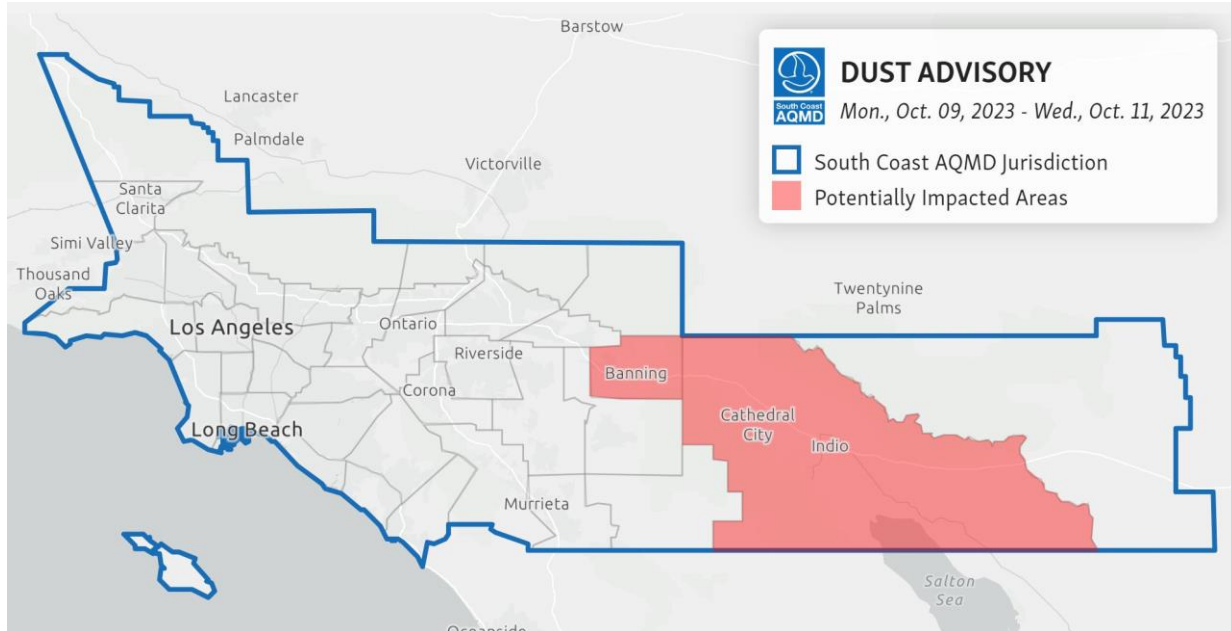 Barstow
South Coast
AQMD
DUST ADVISORY
Mon., Oct. 09, 2023 - Wed., Oct. 11, 2023
South Coast AQMD Jurisdiction
Potentially Impacted Areas
Lancaster
Palmdale
Victorville
Santa
Clarita
Simi Valley
Thousand
Oaks
Twentynine
Palms
Los Angeles
Ontario
Riverside
Banning
Corona
Cathedral
City
Long Beach
Indio
Murrieta
Salton
Sea
Oceanside